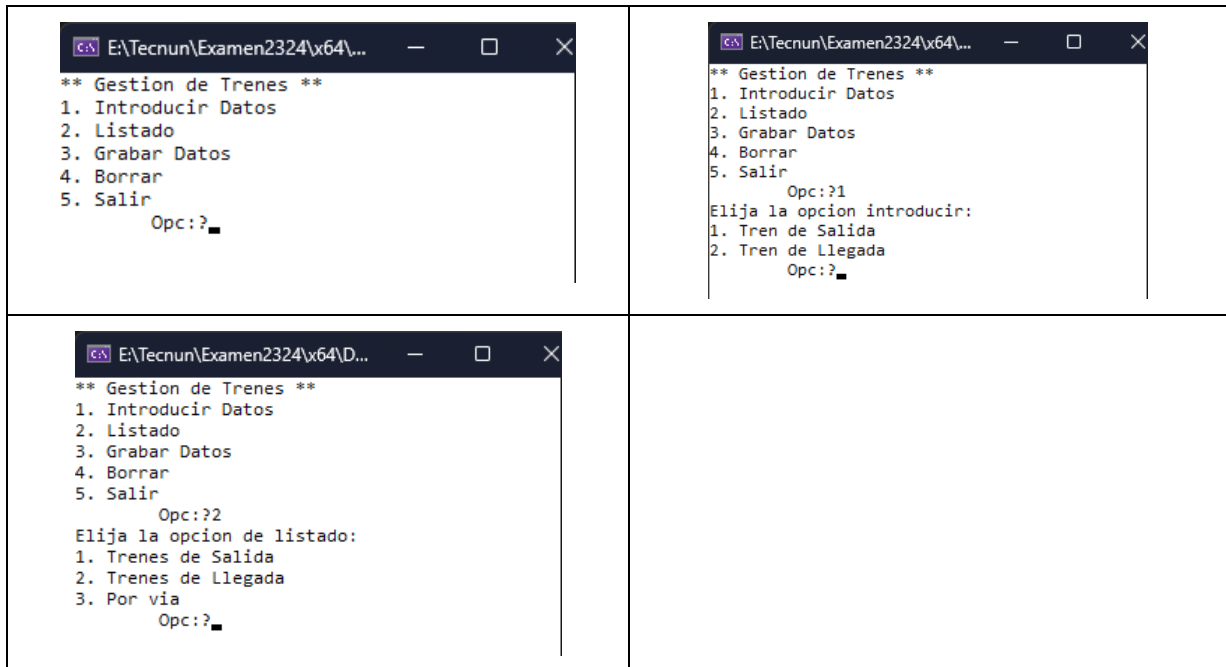 E:\Tecnun\Examen2324\x64\...
** Gestion de Trenes **
1. Introducir Datos
2. Listado
3. Grabar Datos
4. Borrar
5. Salir
Opc:?
E:\Tecnun\Examen2324\x64\...
** Gestion de Trenes **
1. Introducir Datos
2. Listado
3. Grabar Datos
4. Borrar
5. Salir
Opc:?1
Elija la opcion introducir:
1. Tren de Salida
2. Tren de Llegada
Opc:?
E:\Tecnun\Examen2324\x64\D...
** Gestion de Trenes **
1. Introducir Datos
2. Listado
3. Grabar Datos
4. Borrar
5. Salir
Opc:?2
Elija la opcion de listado:
1. Trenes de Salida
2. Trenes de Llegada
3. Por via
Opc:?